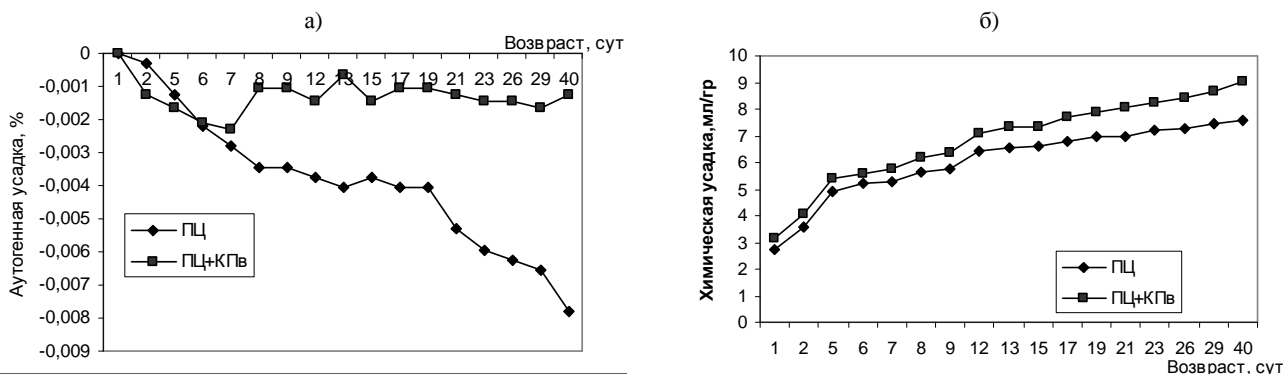 а)
Возвраст, сут
0
-0,001
-0,002
-0,003
-0,004
-0,005
-0,006
-0,007
-0,008
-0,009
1 2 5 6 7 8 9 12 13 15 17 19 21 23 26 29 40
Аутогенная усадка, %
ПЦ
ПЦ+КПв
б)
10
9
8
7
6
5
4
3
2
1
0
Химическая усадка,мл/гр
ПЦ
ПЦ+КПв
1 2 5 6 7 8 9 12 13 15 17 19 21 23 26 29 40
Возвраст, сут